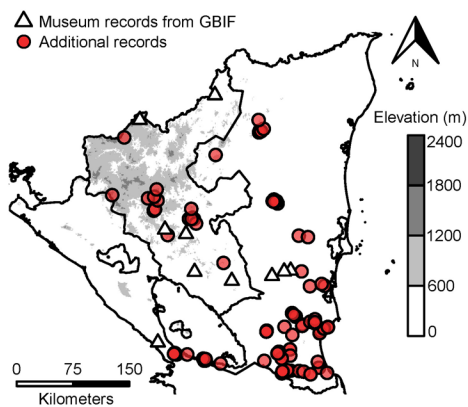 Museum records from GBIF
Additional records
N
Elevation (m)
2400
1800
1200
600
0
0 75 150
Kilometers